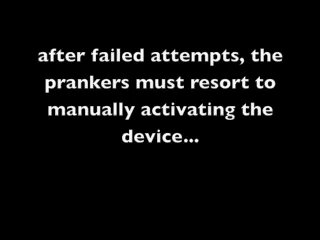 after failed attempts, the
prankers must resort to
manually activating the
device...